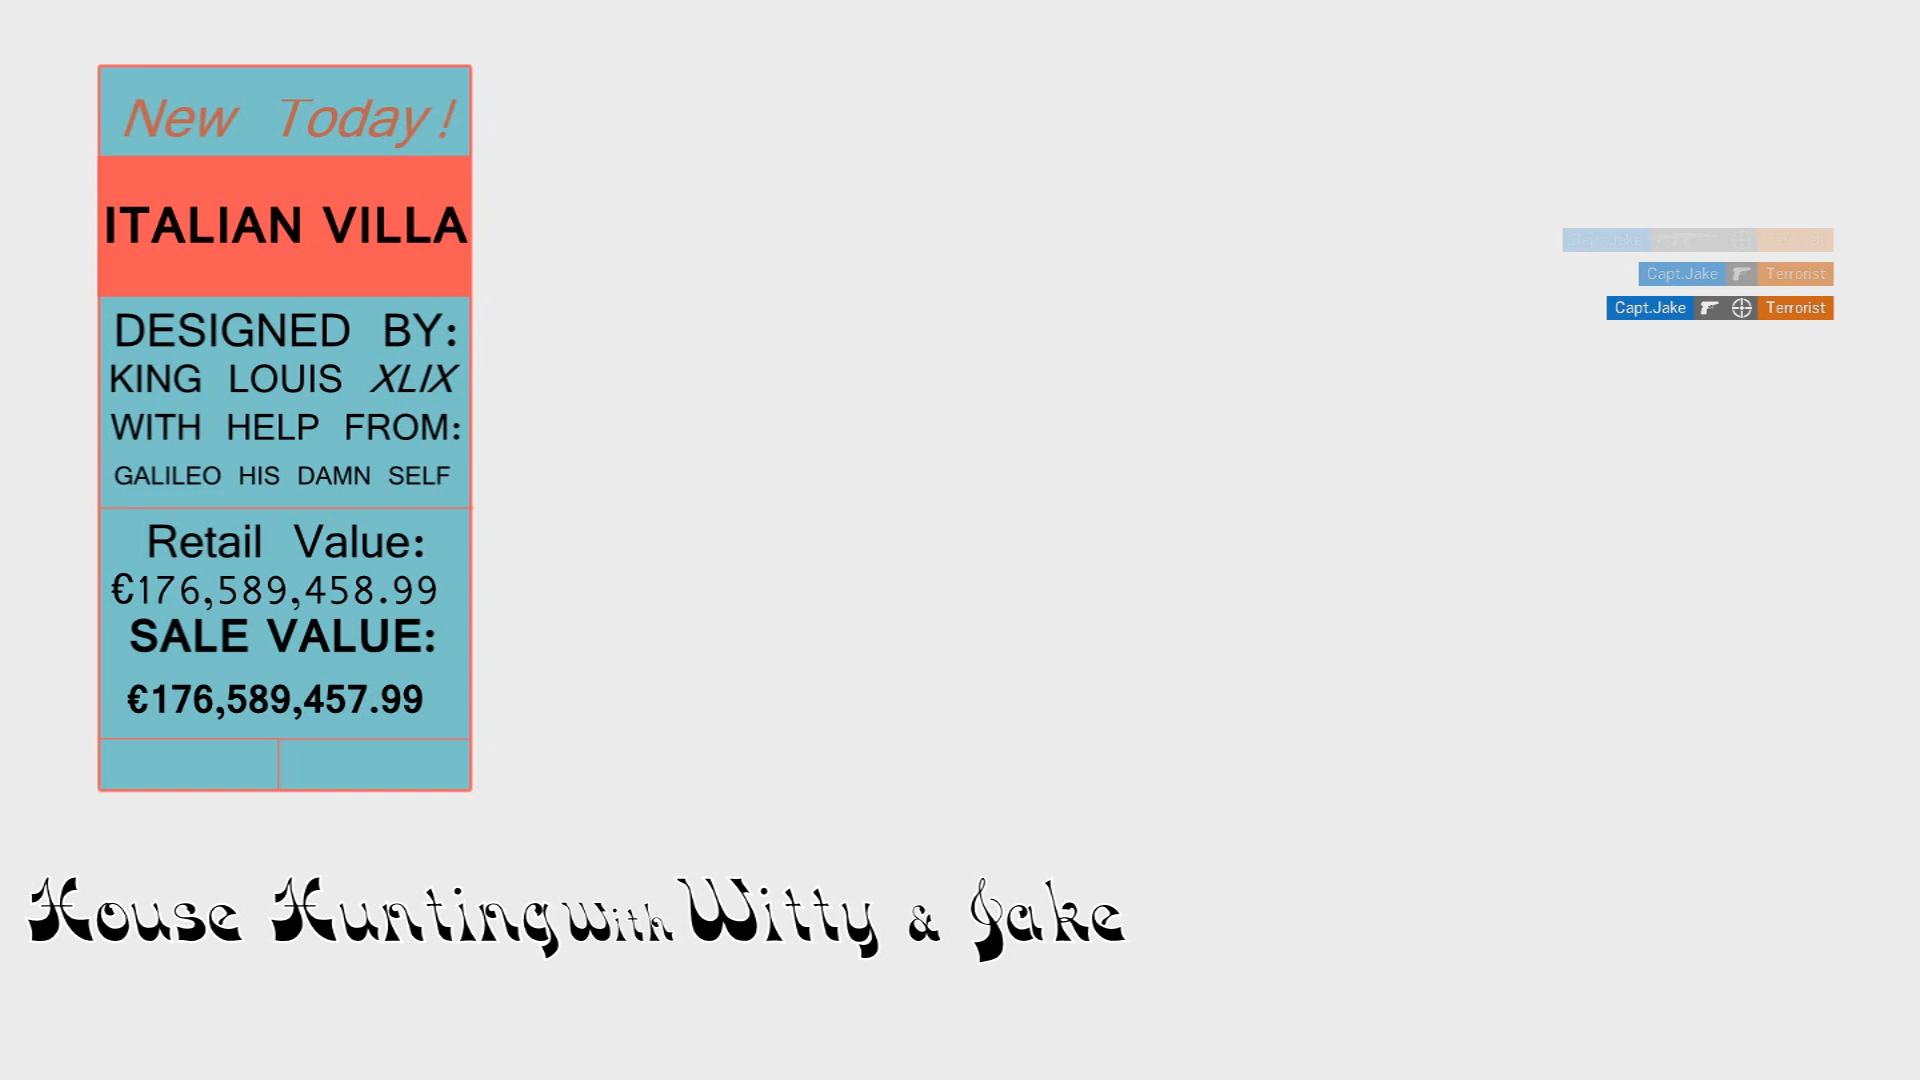 New Today!
ITALIAN VILLA
DESIGNED BY:
KING LOUIS XLIX
WITH HELP FROM:
GALILEO HIS DAMN SELF
Retail Value:
€176,589,458.99
SALE VALUE:
€176,589,457.99
Capt.Jake Terrorist
Capt.Jake Terrorist
House Hunting With Witty & Jake